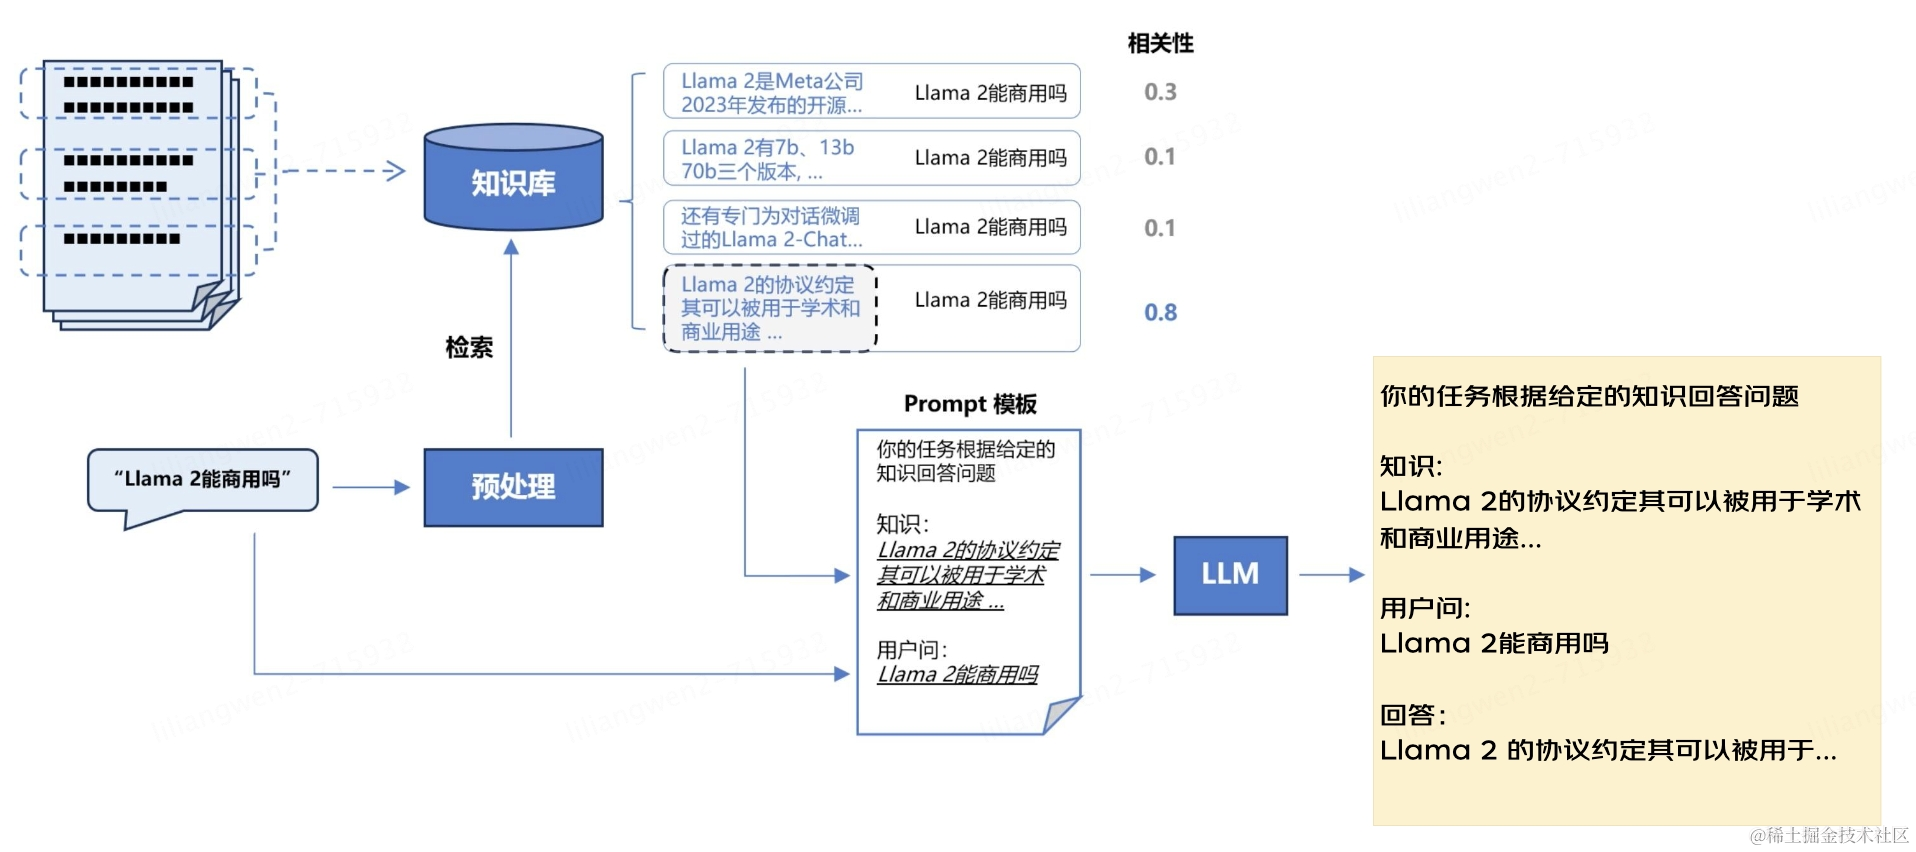 相关性
Llama 2是Meta公司
2023年发布的开源...
Llama 2能商用吗
0.3
Llama 2有7b、13b
70b三个版本, ...
Llama 2能商用吗
0.1
还有专门为对话微调
过的Llama 2-Chat...
Llama 2能商用吗
0.1
Llama 2的协议约定
其可以被用于学术和
商业用途 ...
Llama 2能商用吗
0.8
知识库
检索
“Llama 2能商用吗”
预处理
Prompt 模板
你的任务根据给定的
知识回答问题
知识：
Llama 2的协议约定
其可以被用于学术
和商业用途 ...
用户问：
Llama 2能商用吗
LLM
你的任务根据给定的知识回答问题
知识:
Llama 2的协议约定其可以被用于学术
和商业用途...
用户问:
Llama 2能商用吗
回答：
Llama 2 的协议约定其可以被用于...
@稀土掘金技术社区